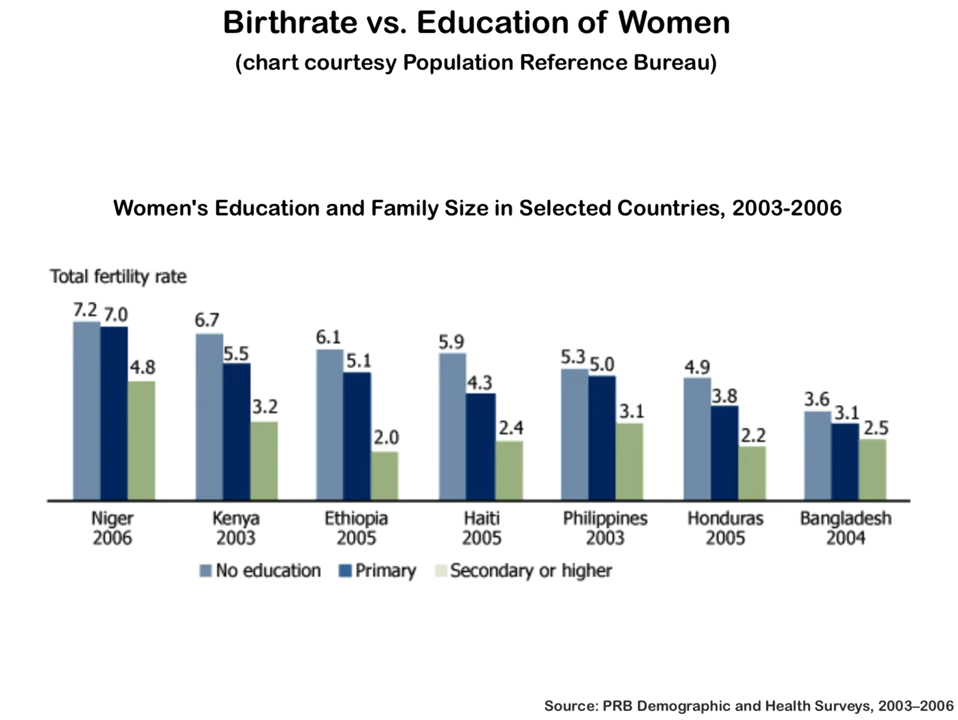 Birthrate vs. Education of Women
(chart courtesy Population Reference Bureau)
Women's Education and Family Size in Selected Countries, 2003-2006
Total fertility rate
7.2 7.0 4.8
6.7 5.5 3.2
6.1 5.1 2.0
5.9 4.3 2.4
5.3 5.0 3.1
4.9 3.8 2.2
3.6 3.1 2.5
Niger Kenya Ethiopia Haiti Philippines Honduras Bangladesh
2006 2003 2005 2005 2003 2005 2004
No education Primary Secondary or higher
Source: PRB Demographic and Health Surveys, 2003–2006